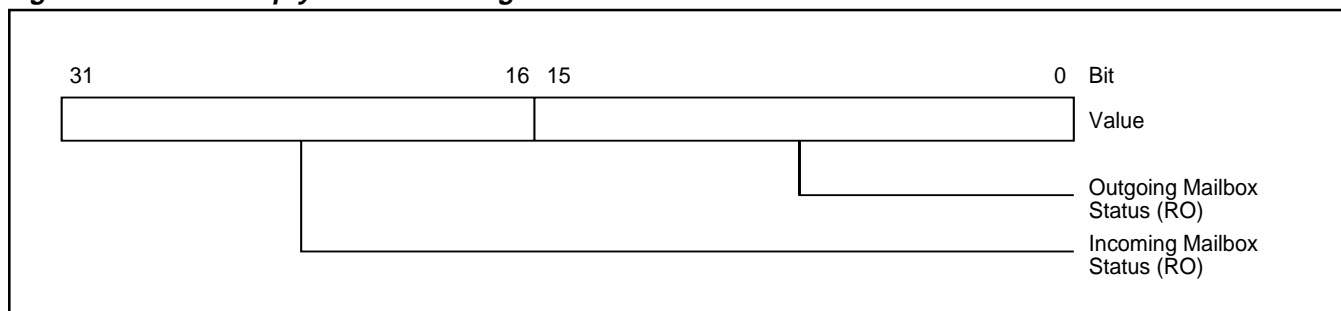 31 16 15 0 Bit
Value
Outgoing Mailbox
Status (RO)
Incoming Mailbox
Status (RO)